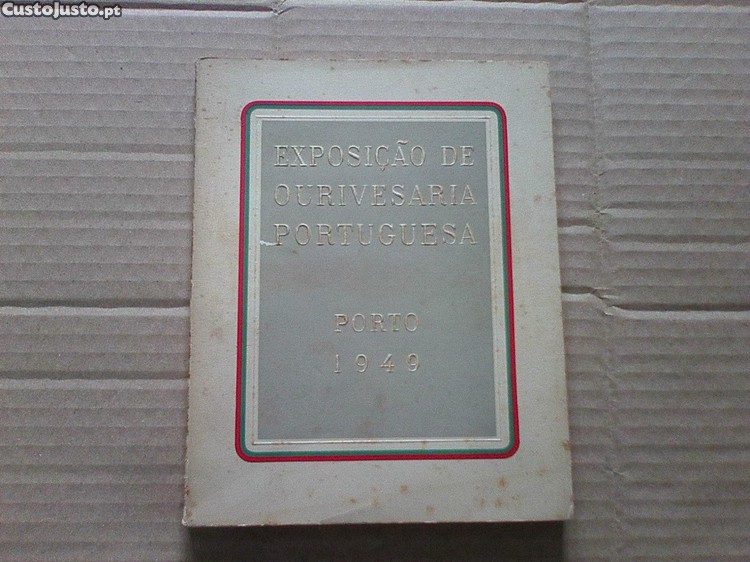 CustoJusto.pt
EXPOSIÇÃO DE
OURIVESARIA
PORTUGUESA
PORTO
1949